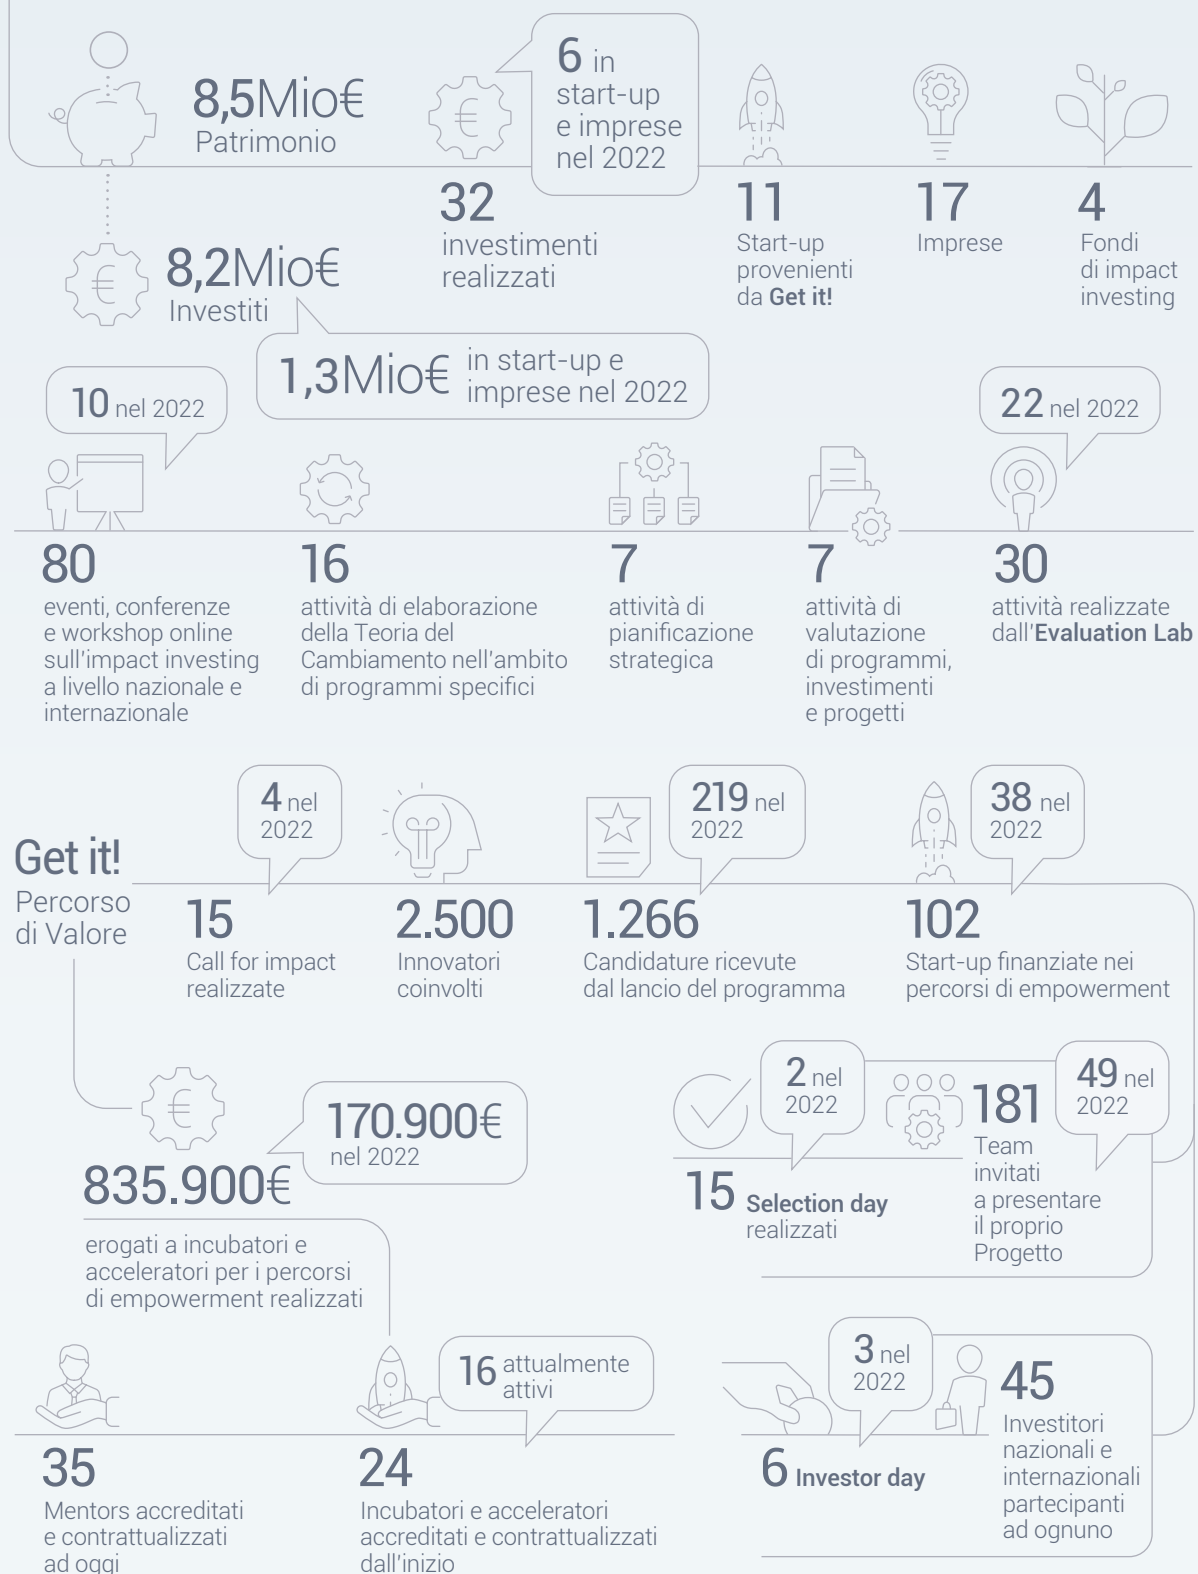 8,5Mio€
Patrimonio
6 in
start-up
e imprese
nel 2022
32
investimenti
realizzati
11
Start-up
provenienti
da Get it!
17
Imprese
4
Fondi
di impact
investing
€
€
8,2Mio€
Investiti
1,3Mio€
in start-up e
imprese nel 2022
10 nel 2022
22 nel 2022
80
eventi, conferenze
e workshop online
sull'impact investing
a livello nazionale e
internazionale
16
attività di elaborazione
della Teoria del
Cambiamento nell'ambito
di programmi specifici
7
attività di
pianificazione
strategica
7
attività di
valutazione
di programmi,
investimenti
e progetti
30
attività realizzate
dall'Evaluation Lab
Get it!
Percorso
di Valore
4 nel
2022
15
Call for impact
realizzate
2.500
Innovatori
coinvolti
219 nel
2022
1.266
Candidature ricevute
dal lancio del programma
38 nel
2022
102
Start-up finanziate nei
percorsi di empowerment
€
170.900€
nel 2022
835.900€
erogati a incubatori e
acceleratori per i percorsi
di empowerment realizzati
2 nel
2022
15 Selection day
realizzati
49 nel
2022
181
Team
invitati
a presentare
il proprio
Progetto
35
Mentors accreditati
e contrattualizzati
ad oggi
16 attualmente
attivi
24
Incubatori e acceleratori
accreditati e contrattualizzati
dall'inizio
3 nel
2022
6 Investor day
45
Investitori
nazionali e
internazionali
partecipanti
ad ognuno